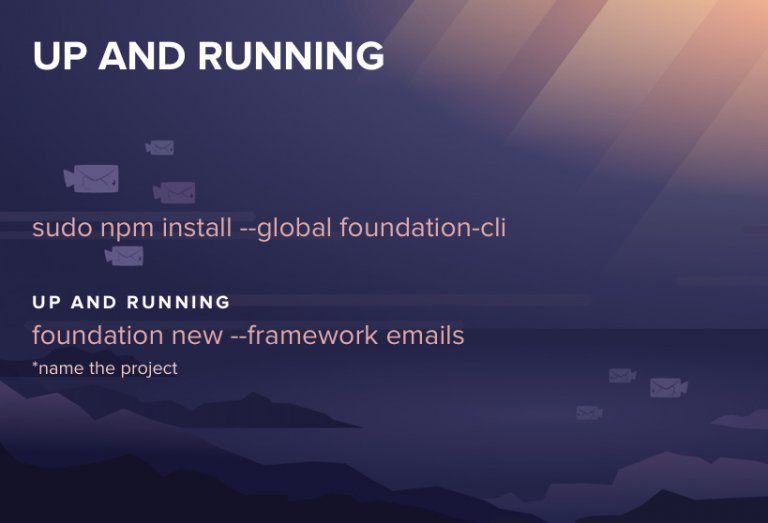 UP AND RUNNING
sudo npm install --global foundation-cli
UP AND RUNNING
foundation new --framework emails
*name the project